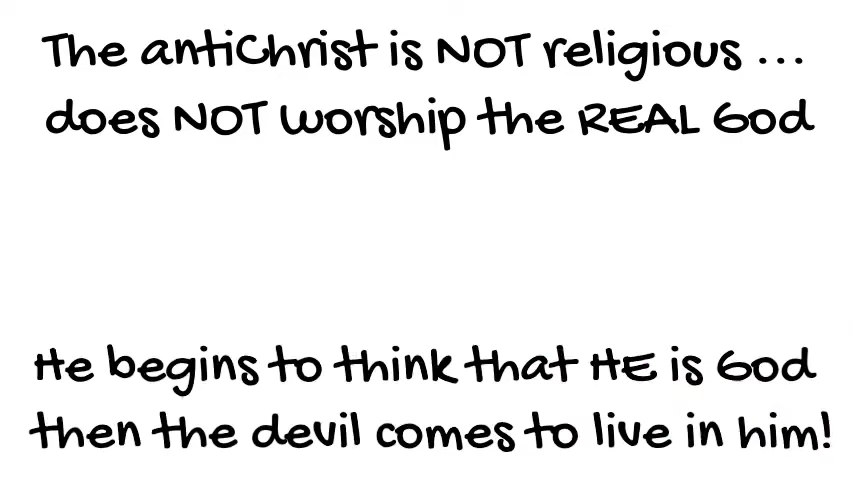 The antiChrist is NOT religious ...
does NOT worship the REAL God
He begins to think that HE is God
then the devil comes to live in him!